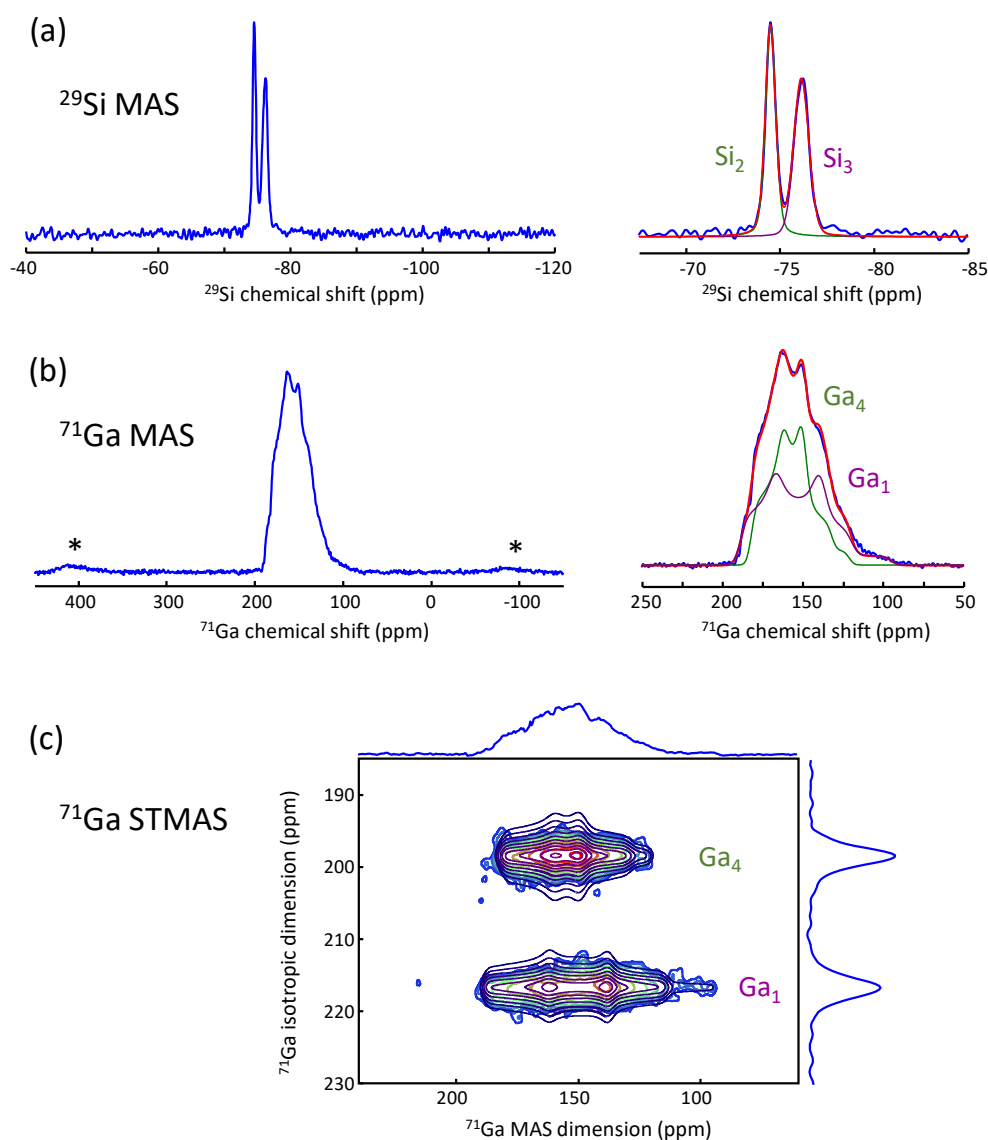 (a)
²⁹Si MAS
Si₂
Si₃
-40 -60 -80 -100 -120
²⁹Si chemical shift (ppm)
-70 -75 -80 -85
²⁹Si chemical shift (ppm)
(b)
⁷¹Ga MAS
* *
400 300 200 100 0 -100
⁷¹Ga chemical shift (ppm)
Ga₄
Ga₁
250 200 150 100 50
⁷¹Ga chemical shift (ppm)
(c)
⁷¹Ga STMAS
⁷¹Ga isotropic dimension (ppm)
190
200
210
220
230
Ga₄
Ga₁
200 150 100
⁷¹Ga MAS dimension (ppm)